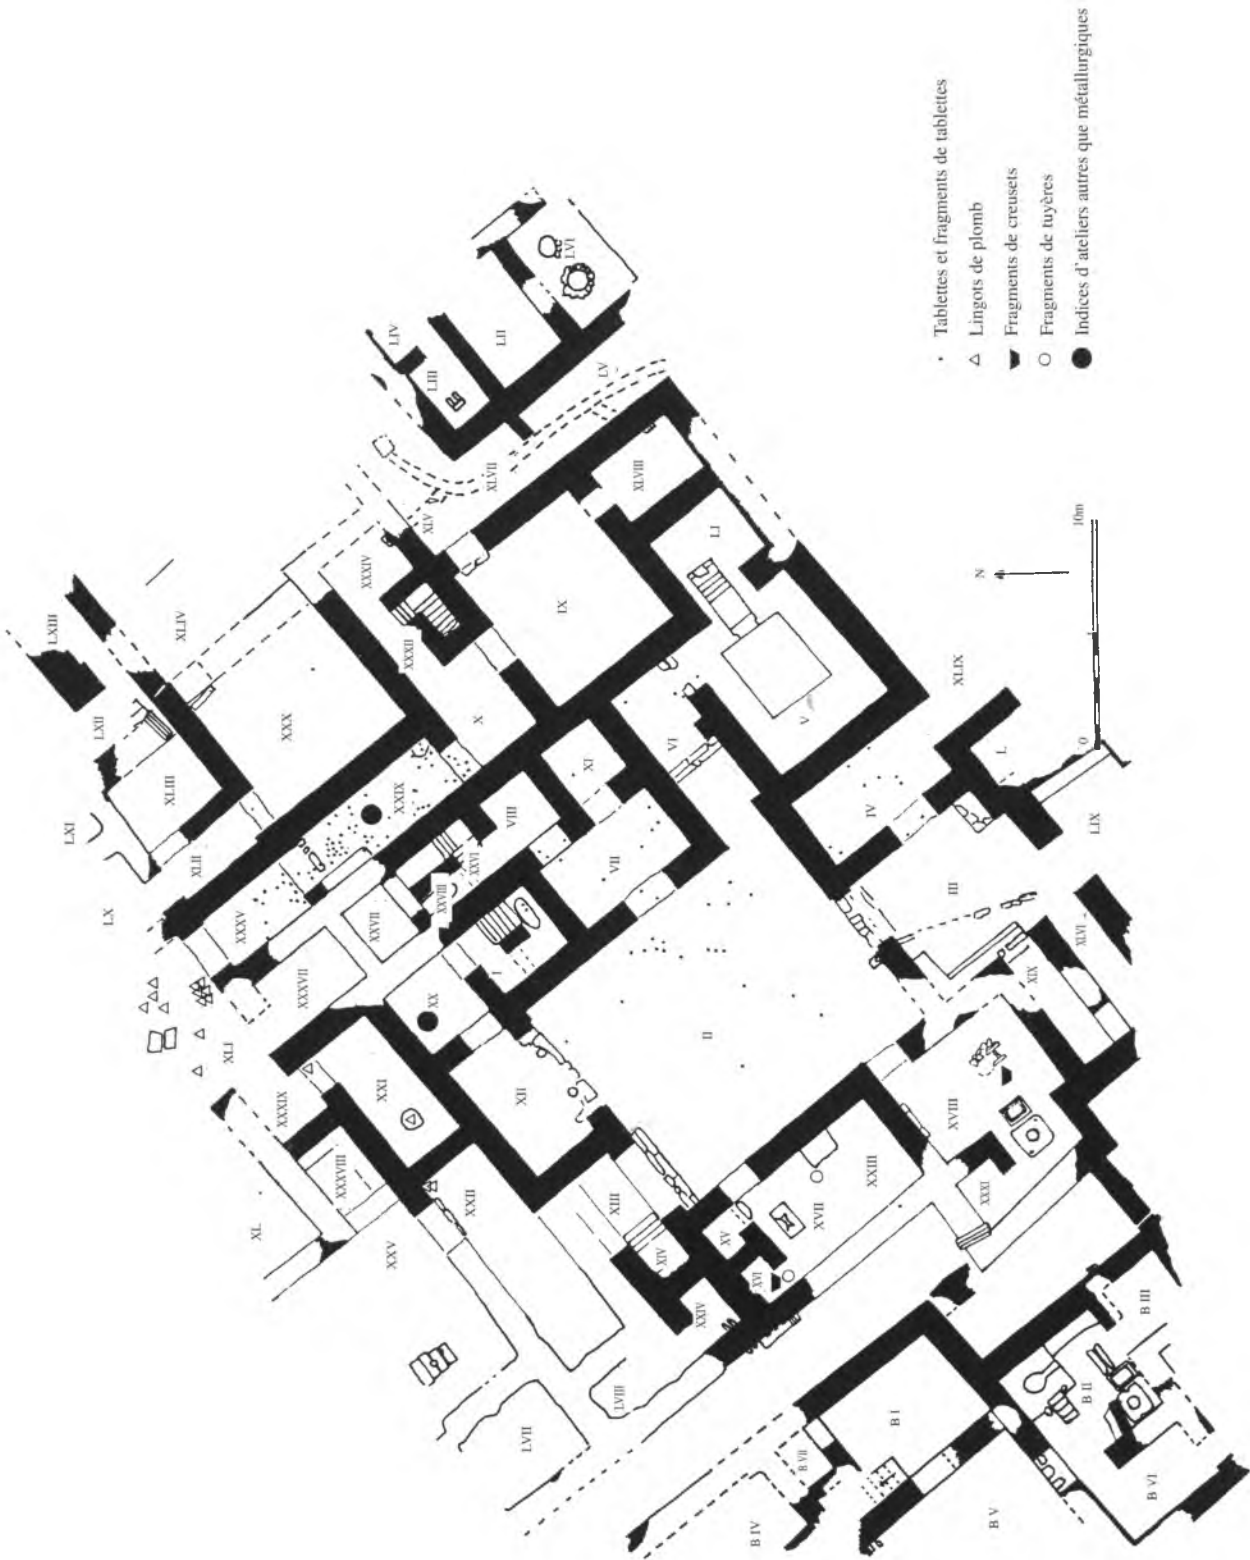 · Tablettes et fragments de tablettes
Lingots de plomb
Fragments de creusets
Fragments de tuyères
Indices d'ateliers autres que métallurgiques
N
0
10m
LXIII
XLIV
LXII
XLIII
LXI
XLII
LX
XXX
XXXIV
XXXII
XLV
XLVII
LIV
LIII
LII
LVI
LV
XLVIII
LI
IX
X
XXIX
XXXV
XI
VIII
XXVI
XXVIII
XXVII
XXXVII
VII
VI
V
IV
XLIX
L
LIX
III
XLVI
XIX
I
XX
II
XII
XLI
XXI
XXXIX
XXXVIII
XL
XXII
XXV
XIII
XIV
XV
XVI
XVII
XXIII
XVIII
XXXI
XXIV
LVIII
LVII
B I
B II
B III
B IV
B V
B VI
B VII